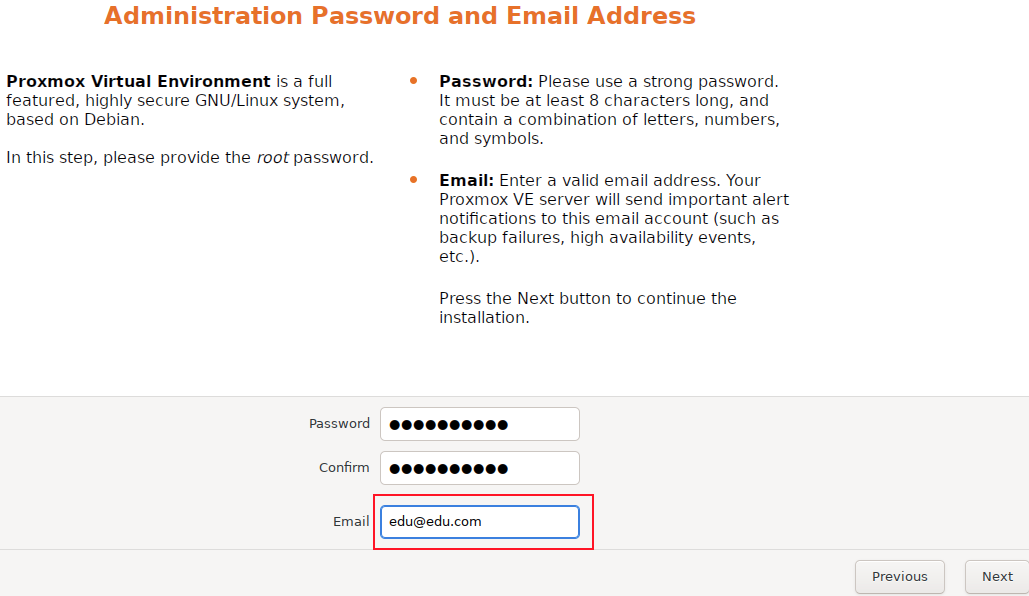 Administration Password and Email Address
Proxmox Virtual Environment is a full
featured, highly secure GNU/Linux system,
based on Debian.
In this step, please provide the root password.
Password: Please use a strong password.
It must be at least 8 characters long, and
contain a combination of letters, numbers,
and symbols.
Email: Enter a valid email address. Your
Proxmox VE server will send important alert
notifications to this email account (such as
backup failures, high availability events,
etc.).
Press the Next button to continue the
installation.
Password ●●●●●●●●●●
Confirm ●●●●●●●●●●
Email edu@edu.com
Previous Next